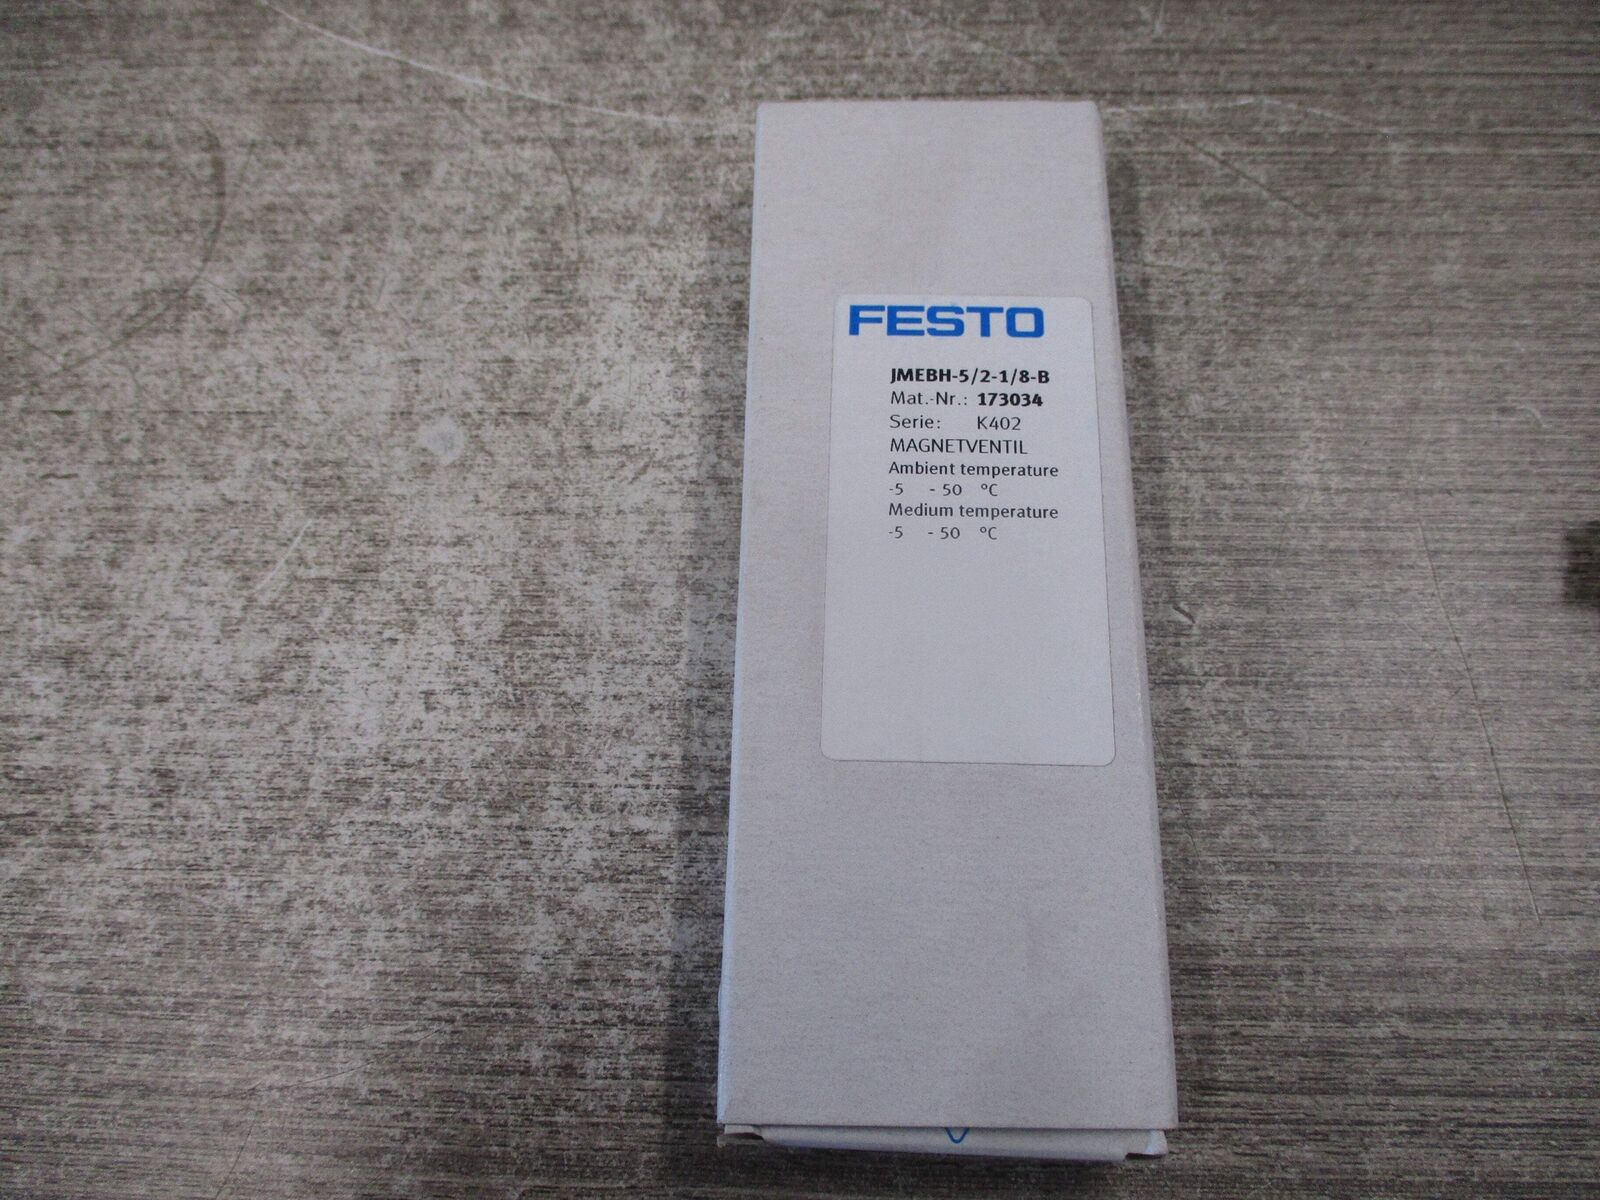 FESTO
JMEBH-5/2-1/8-B
Mat.-Nr.: 173034
Serie: K402
MAGNETVENTIL
Ambient temperature
-5 - 50 °C
Medium temperature
-5 - 50 °C